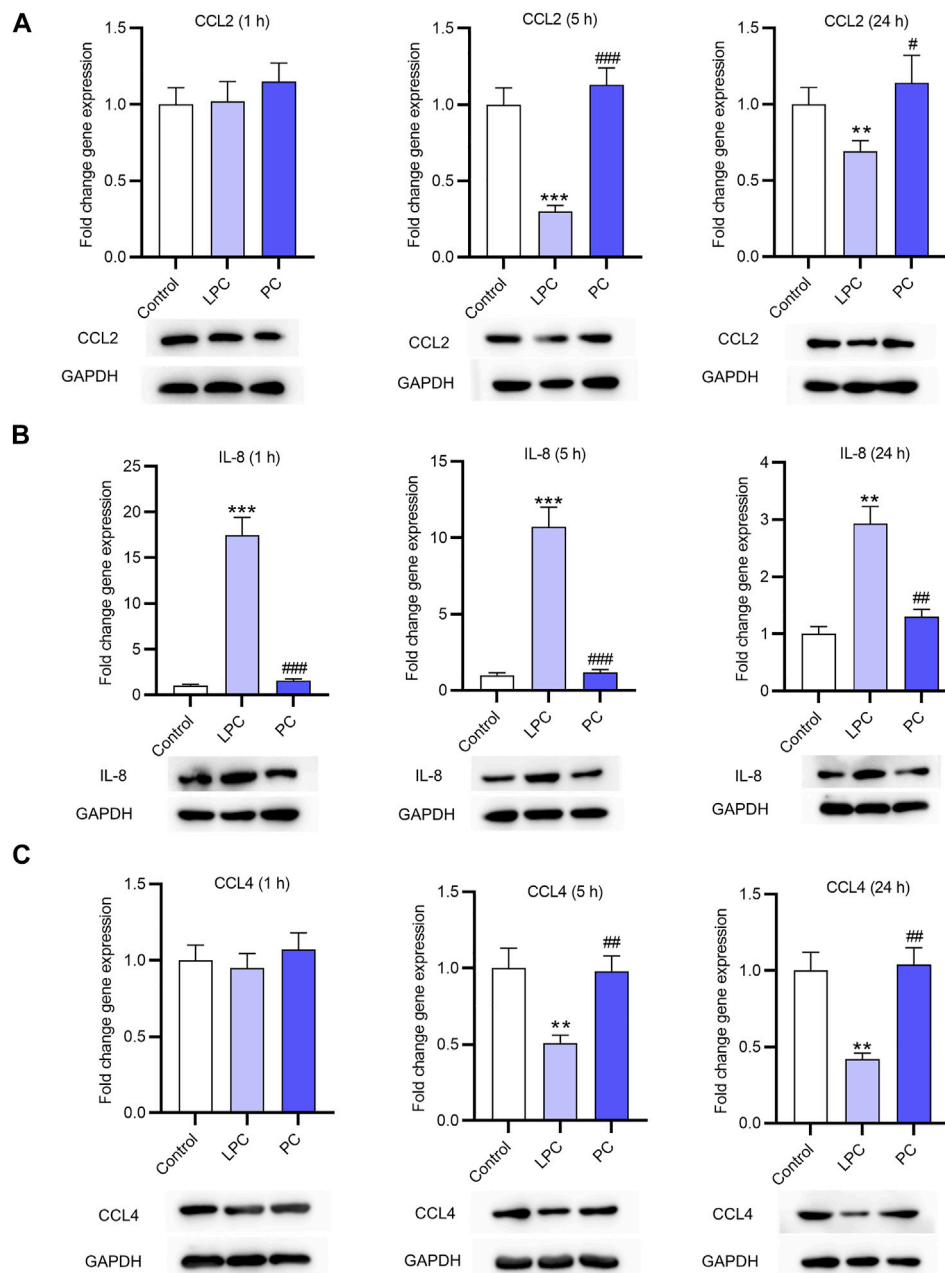 A
CCL2 (1 h)
Fold change gene expression
1.5
1.0
0.5
0.0
Control
LPC
PC
CCL2
GAPDH
CCL2 (5 h)
Fold change gene expression
1.5
1.0
0.5
0.0
###
***
Control
LPC
PC
CCL2
GAPDH
CCL2 (24 h)
Fold change gene expression
1.5
1.0
0.5
0.0
#
**
Control
LPC
PC
CCL2
GAPDH
B
IL-8 (1 h)
Fold change gene expression
25
20
15
10
5
0
***
###
Control
LPC
PC
IL-8
GAPDH
IL-8 (5 h)
Fold change gene expression
15
10
5
0
***
###
Control
LPC
PC
IL-8
GAPDH
IL-8 (24 h)
Fold change gene expression
4
3
2
1
0
**
##
Control
LPC
PC
IL-8
GAPDH
C
CCL4 (1 h)
Fold change gene expression
1.5
1.0
0.5
0.0
Control
LPC
PC
CCL4
GAPDH
CCL4 (5 h)
Fold change gene expression
1.5
1.0
0.5
0.0
##
**
Control
LPC
PC
CCL4
GAPDH
CCL4 (24 h)
Fold change gene expression
1.5
1.0
0.5
0.0
##
**
Control
LPC
PC
CCL4
GAPDH